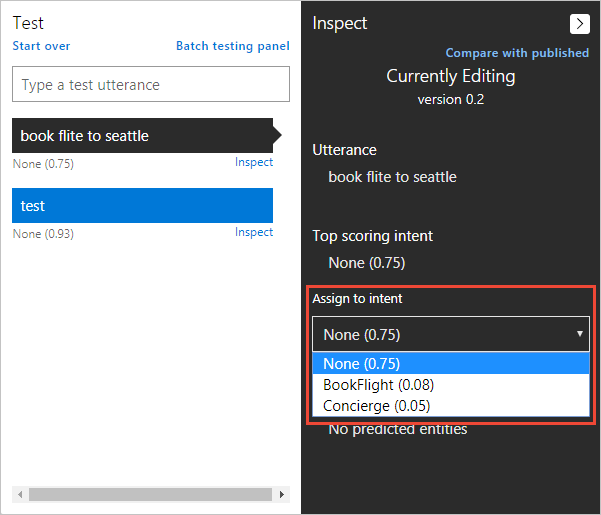 Test
Start over
Batch testing panel
Type a test utterance
book flite to seattle
None (0.75)
Inspect
test
None (0.93)
Inspect
Inspect
Compare with published
Currently Editing
version 0.2
Utterance
book flite to seattle
Top scoring intent
None (0.75)
Assign to intent
None (0.75)
None (0.75)
BookFlight (0.08)
Concierge (0.05)
No predicted entities